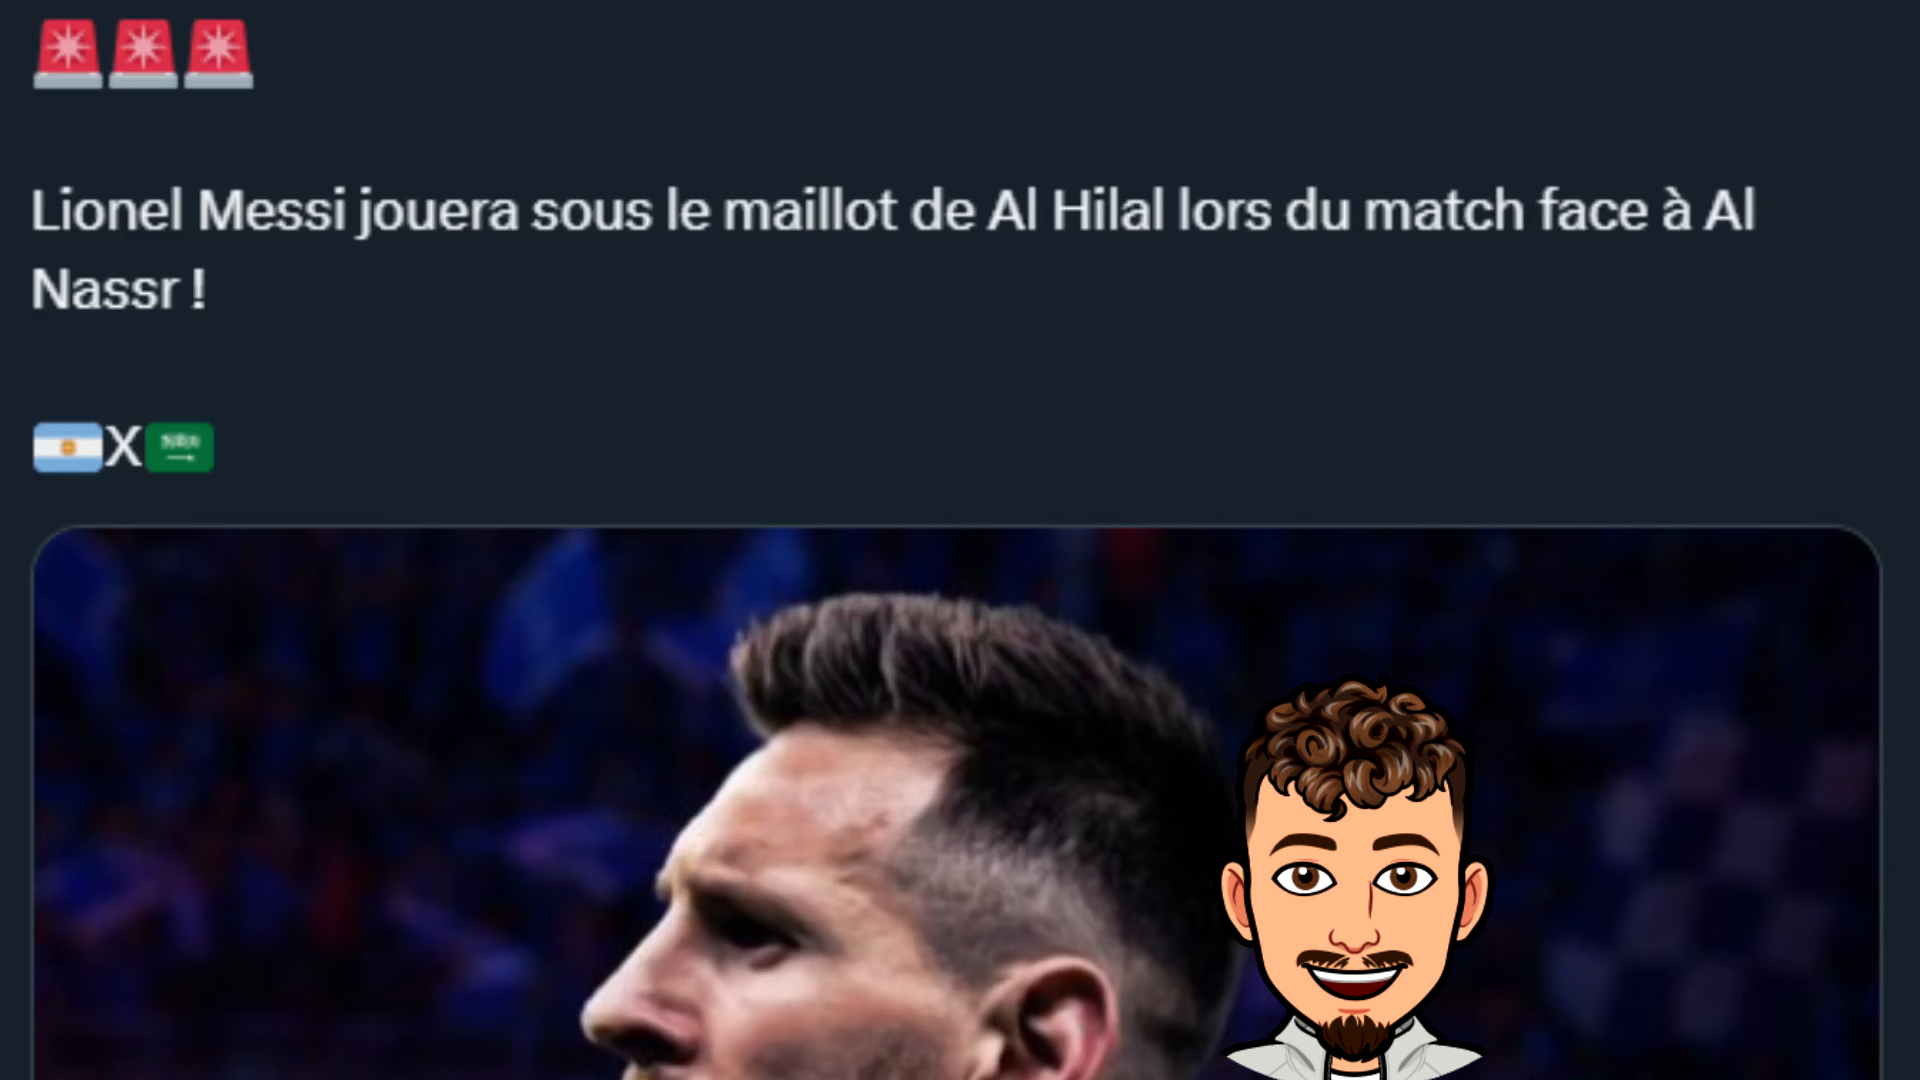 Lionel Messi jouera sous le maillot de Al Hilal lors du match face à Al
Nassr !
X